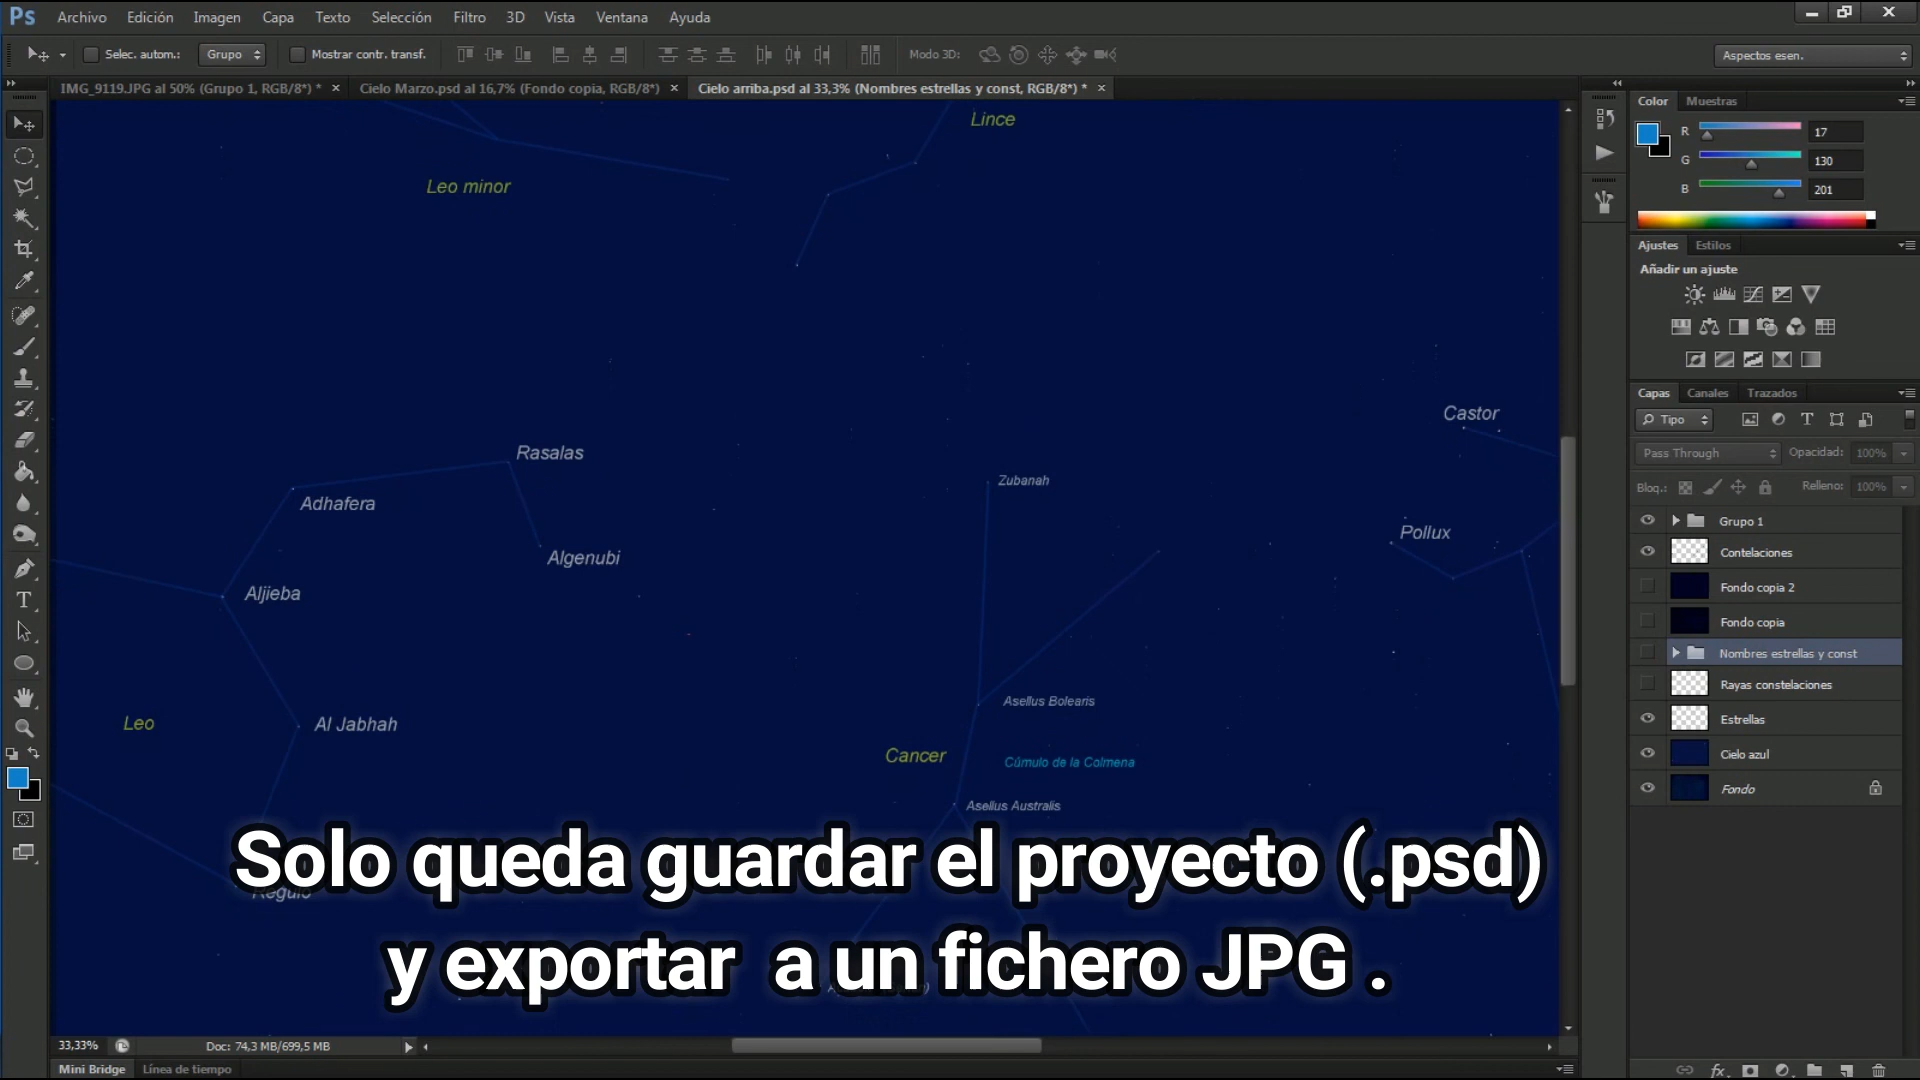 Ps Archivo Edición Imagen Capa Texto Selección Filtro 3D Vista Ventana Ayuda
Selec. autom.: Grupo Mostrar contr. transf. Modo 3D: Aspectos esen.
IMG_9119.JPG al 50% (Grupo 1, RGB/8*) * × Cielo Marzo.psd al 16,7% (Fondo copia, RGB/8*) × Cielo arriba.psd al 33,3% (Nombres estrellas y const, RGB/8*) * ×
Color Muestras
R 17
G 130
B 201
Ajustes Estilos
Añadir un ajuste
Capas Canales Trazados
Tipo
Pass Through Opacidad: 100%
Bloq.: Relleno: 100%
Grupo 1
Contelaciones
Fondo copia 2
Fondo copia
Nombres estrellas y const
Rayas constelaciones
Estrellas
Cielo azul
Fondo
Lince
Leo minor
Castor
Rasalas
Zubanah
Adhafera
Pollux
Algenubi
Aljieba
Asellus Bolearis
Leo
Al Jabhah
Cancer
Cúmulo de la Colmena
Asellus Australis
Solo queda guardar el proyecto (.psd)
Regulo
y exportar a un fichero JPG .
33,33% Doc: 74,3 MB/699,5 MB
Mini Bridge Línea de tiempo